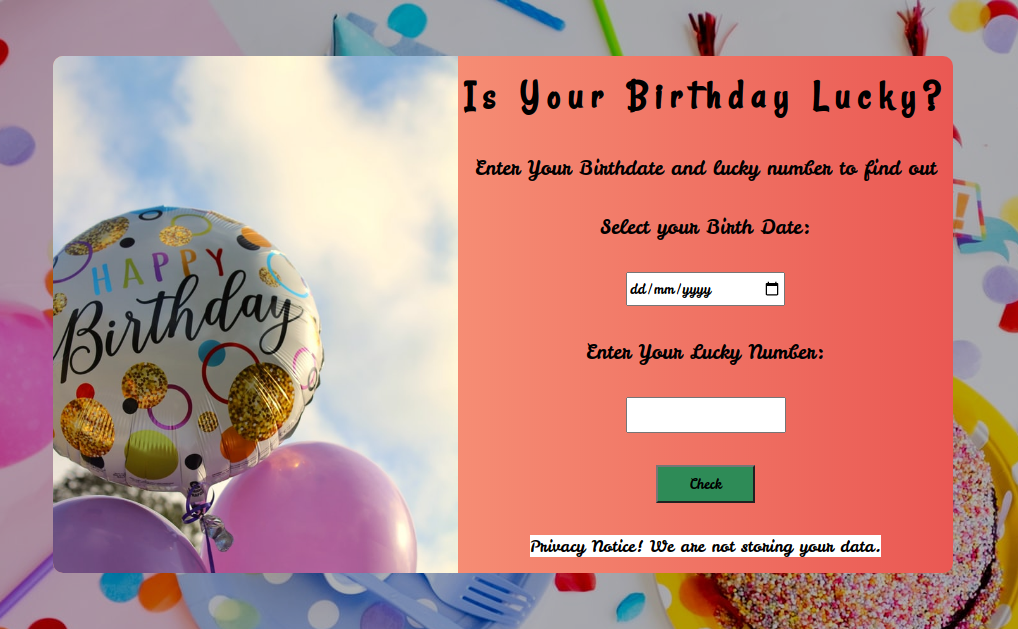 Is Your Birthday Lucky?
Enter Your Birthdate and lucky number to find out
Select your Birth Date:
dd/mm/yyyy
Enter Your Lucky Number:
Check
Privacy Notice! We are not storing your data.
HAPPY
Birthday
!